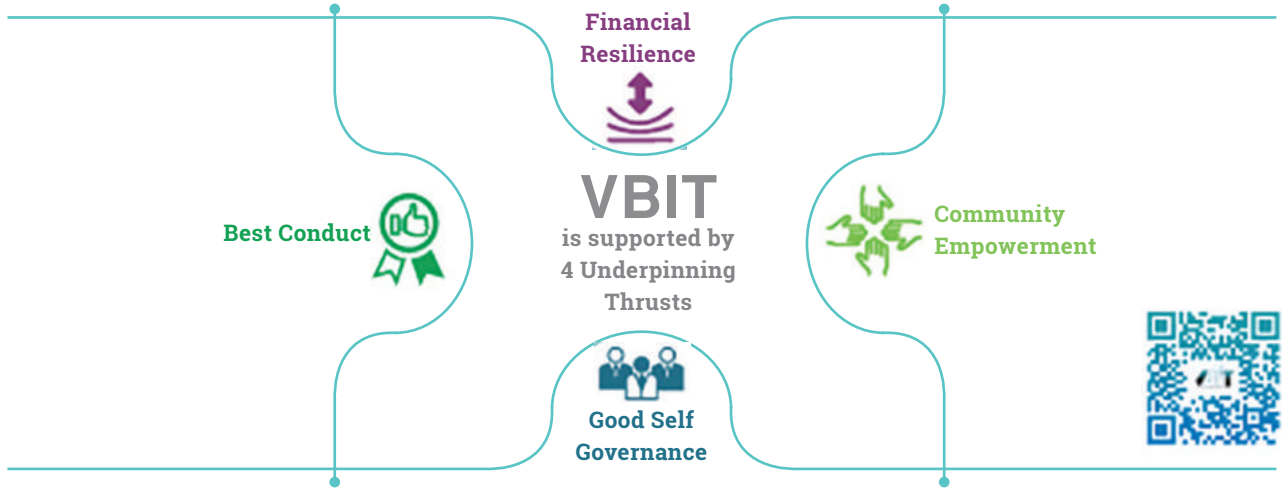 Financial
Resilience
Best Conduct
VBIT
is supported by
4 Underpinning
Thrusts
Community
Empowerment
Good Self
Governance